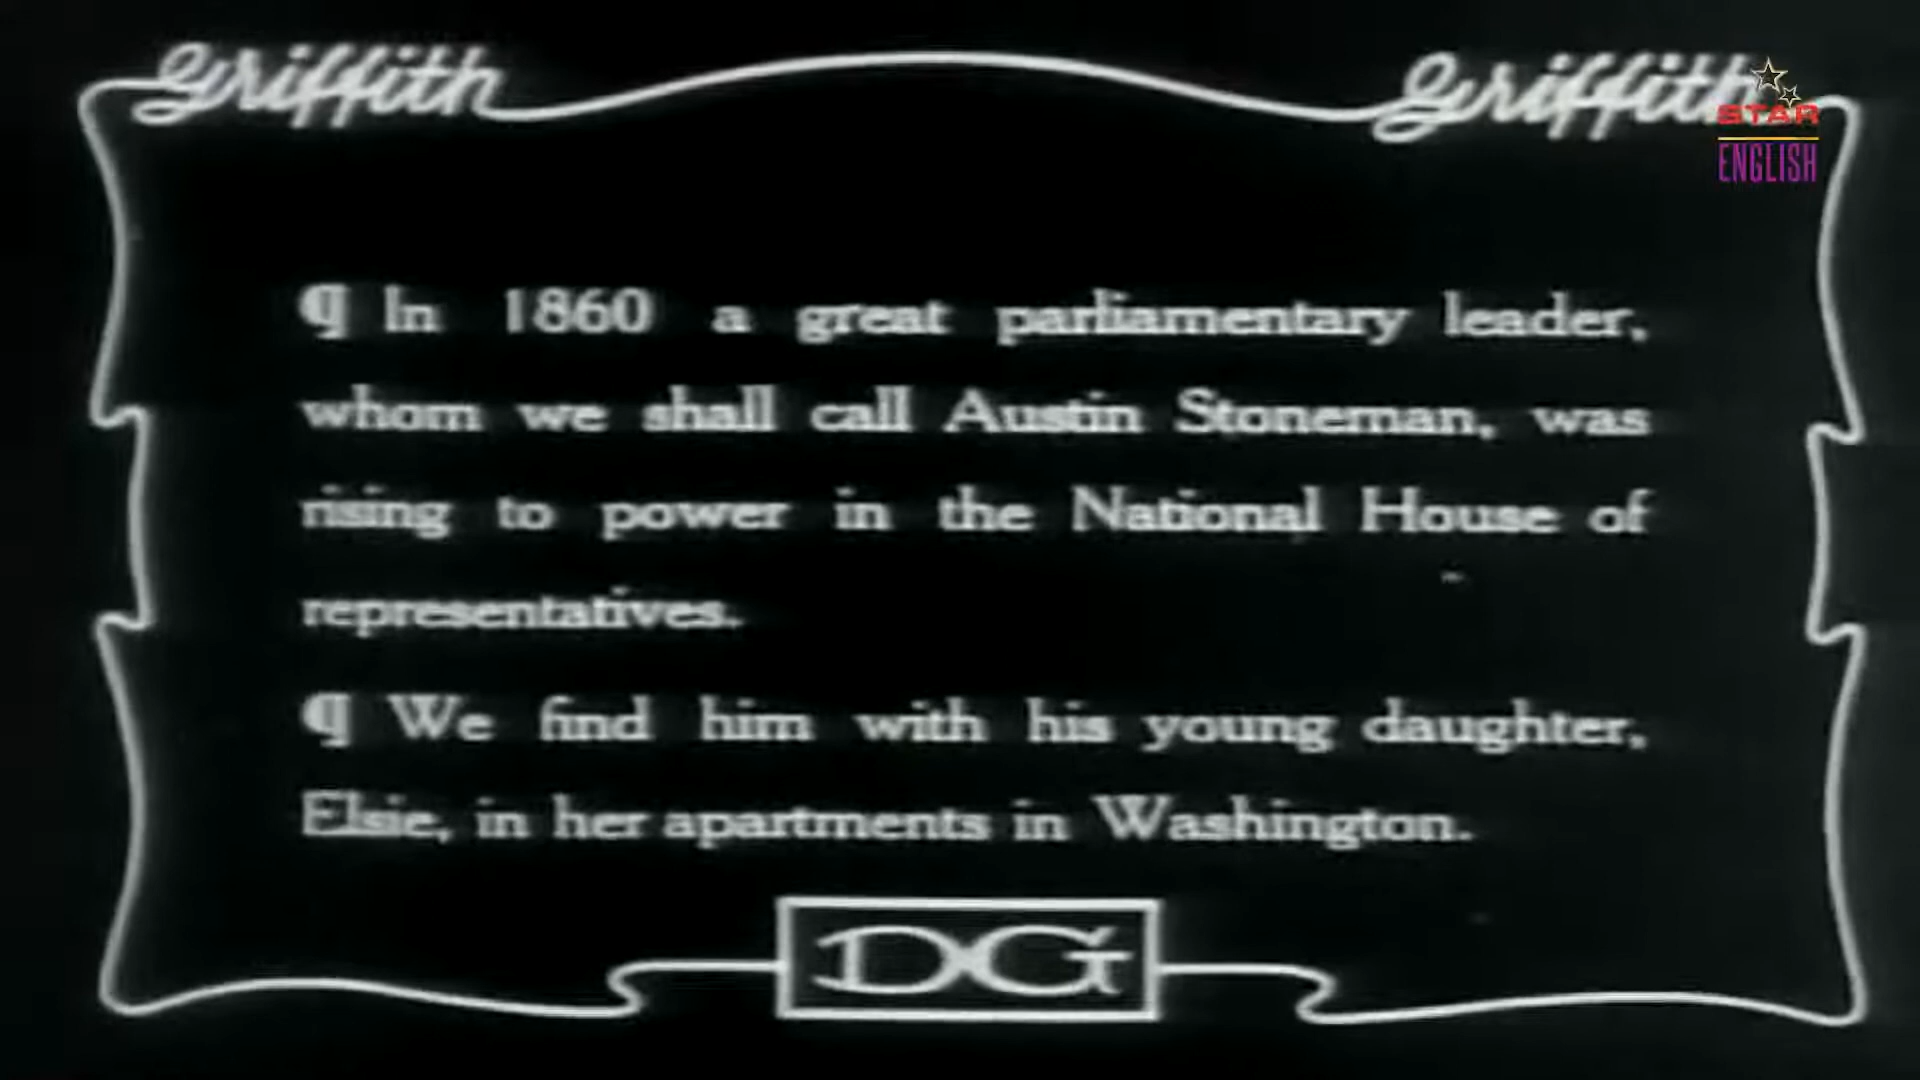 Griffith Griffith
STAR
ENGLISH
¶ In 1860 a great parliamentary leader,
whom we shall call Austin Stoneman, was
rising to power in the National House of
representatives.
¶ We find him with his young daughter,
Elsie, in her apartments in Washington.
DG